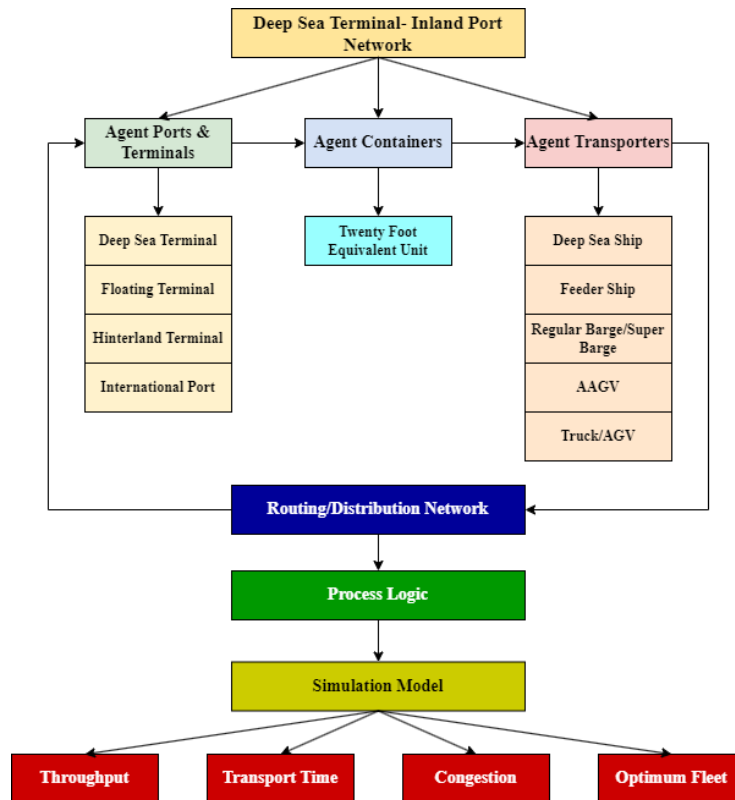 Deep Sea Terminal- Inland Port
Network
Agent Ports &
Terminals
Agent Containers
Agent Transporters
Deep Sea Terminal
Floating Terminal
Hinterland Terminal
International Port
Twenty Foot
Equivalent Unit
Deep Sea Ship
Feeder Ship
Regular Barge/Super
Barge
AAGV
Truck/AGV
Routing/Distribution Network
Process Logic
Simulation Model
Throughput
Transport Time
Congestion
Optimum Fleet